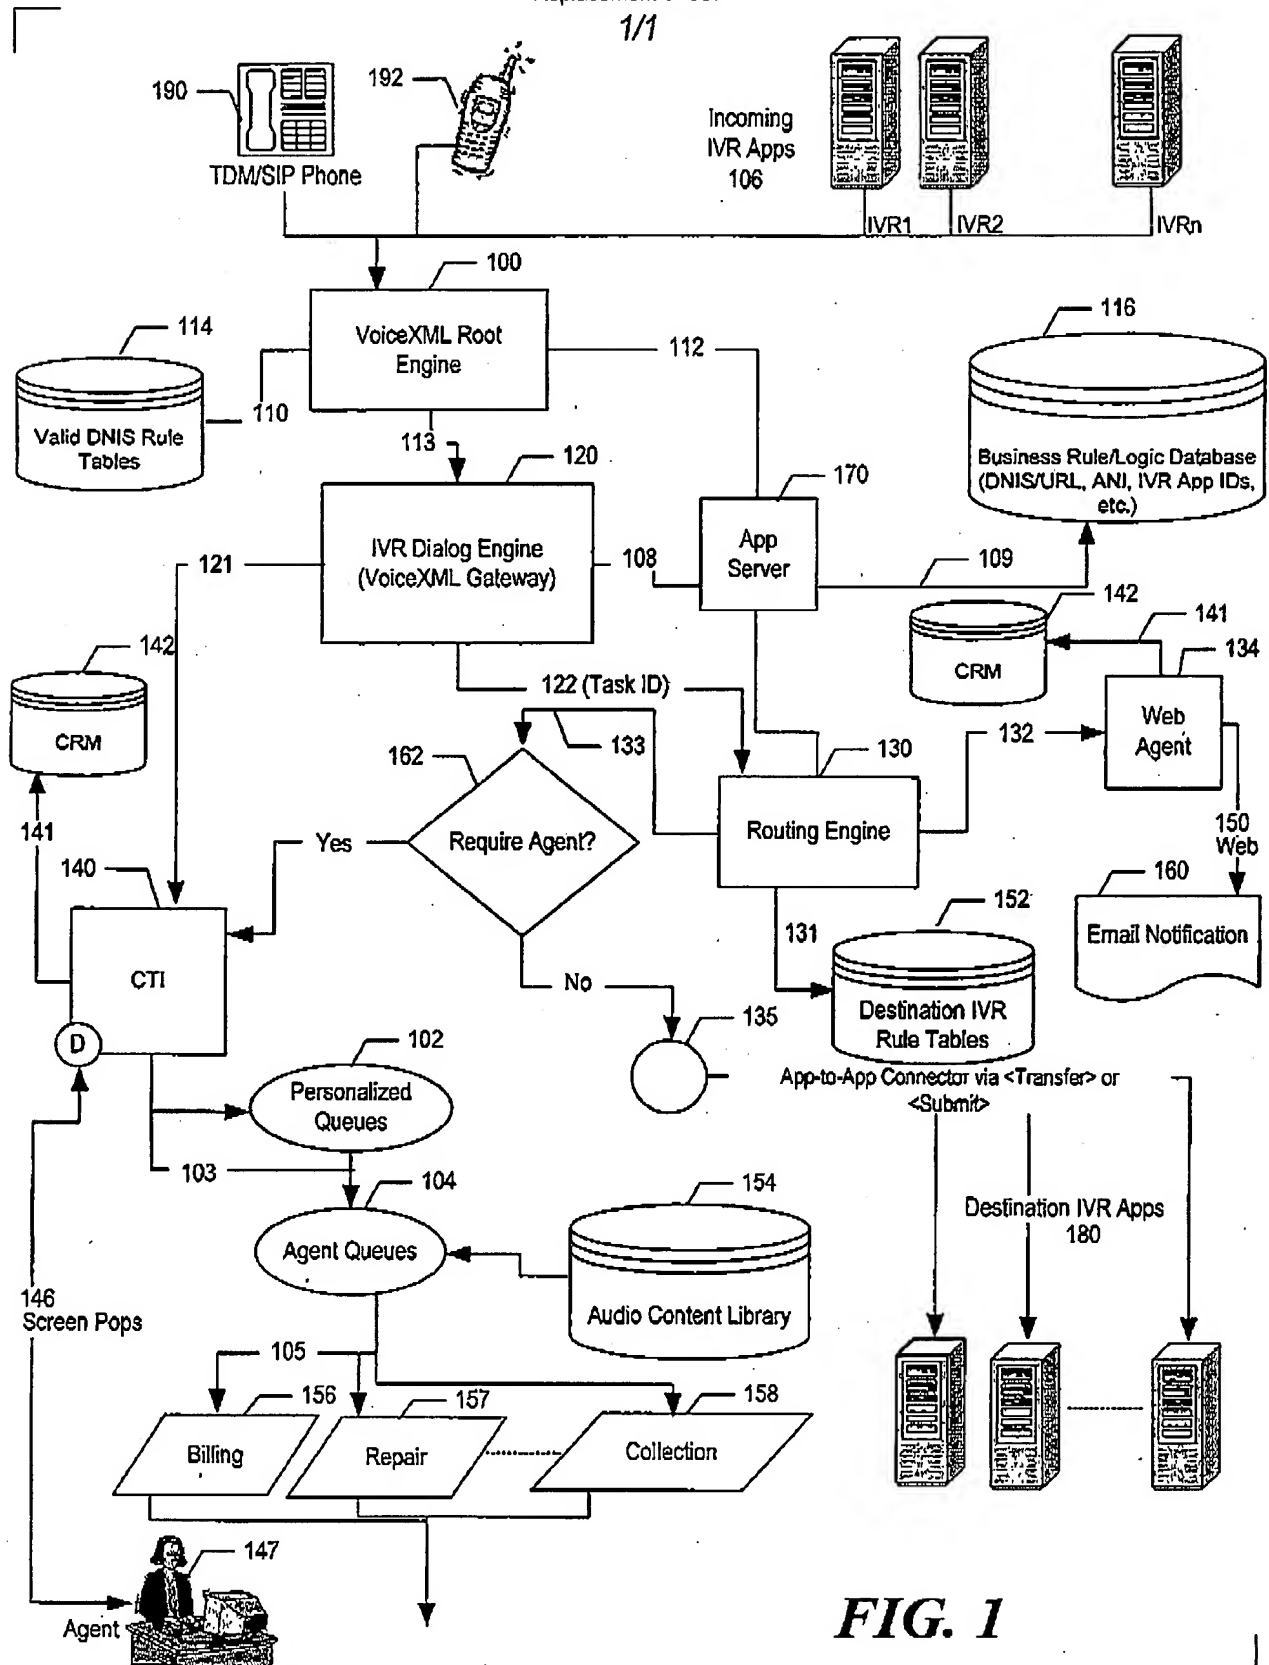 1/1
190
192
TDM/SIP Phone
Incoming
IVR Apps
106
IVR1
IVR2
IVRn
100
VoiceXML Root
Engine
114
Valid DNIS Rule
Tables
110
112
113
116
Business Rule/Logic Database
(DNIS/URL, ANI, IVR App IDs,
etc.)
120
IVR Dialog Engine
(VoiceXML Gateway)
121
108
170
App
Server
109
142
CRM
141
134
Web
Agent
142
CRM
122 (Task ID)
133
162
Require Agent?
130
Routing Engine
132
150
Web
160
Email Notification
141
Yes
140
CTI
D
No
135
131
152
Destination IVR
Rule Tables
App-to-App Connector via <Transfer> or
<Submit>
102
Personalized
Queues
103
104
Agent Queues
154
Audio Content Library
Destination IVR Apps
180
146
Screen Pops
105
156
Billing
157
Repair
158
Collection
147
Agent
FIG. 1